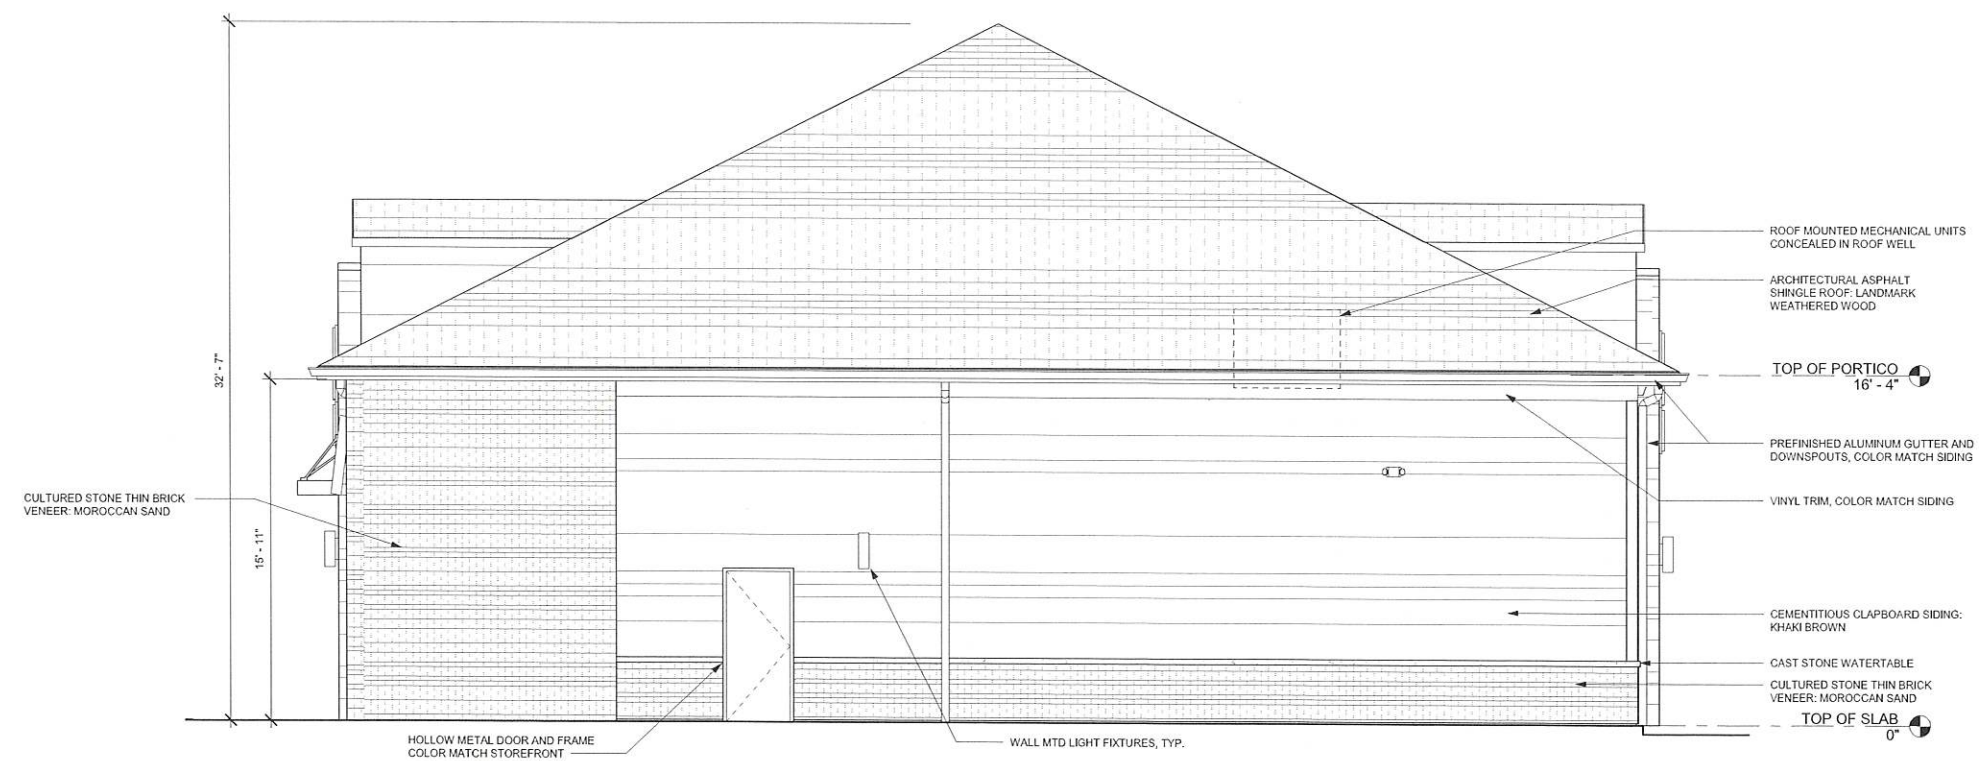 32' - 7"
15' - 11"
CULTURED STONE THIN BRICK
VENEER: MOROCCAN SAND
HOLLOW METAL DOOR AND FRAME
COLOR MATCH STOREFRONT
WALL MTD LIGHT FIXTURES, TYP.
ROOF MOUNTED MECHANICAL UNITS
CONCEALED IN ROOF WELL
ARCHITECTURAL ASPHALT
SHINGLE ROOF: LANDMARK
WEATHERED WOOD
TOP OF PORTICO
16' - 4"
PREFINISHED ALUMINUM GUTTER AND
DOWNSPOUTS, COLOR MATCH SIDING
VINYL TRIM, COLOR MATCH SIDING
CEMENTITIOUS CLAPBOARD SIDING:
KHAKI BROWN
CAST STONE WATERTABLE
CULTURED STONE THIN BRICK
VENEER: MOROCCAN SAND
TOP OF SLAB
0"